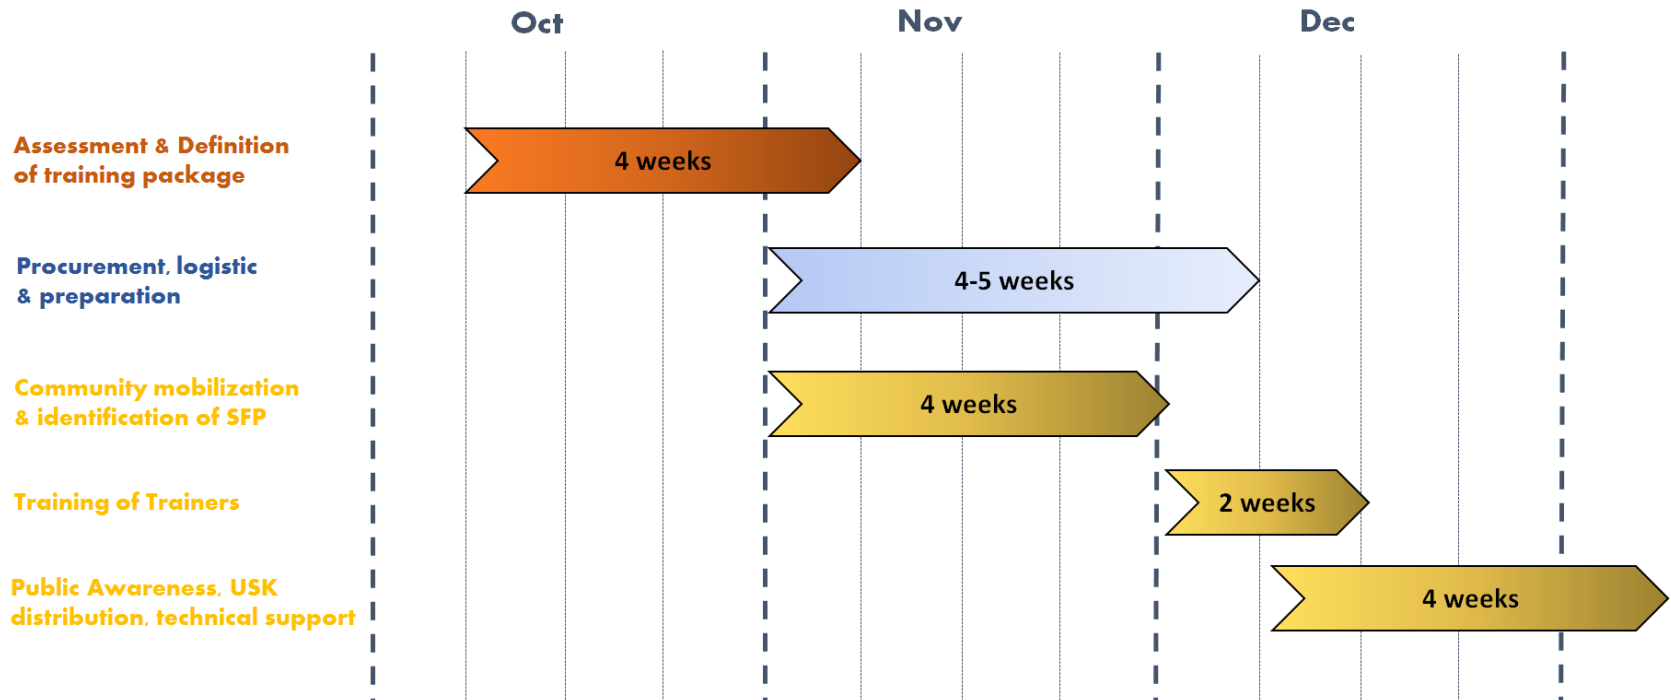 Oct Nov Dec
Assessment & Definition
of training package
4 weeks
Procurement, logistic
& preparation
4-5 weeks
Community mobilization
& identification of SFP
4 weeks
Training of Trainers
2 weeks
Public Awareness, USK
distribution, technical support
4 weeks